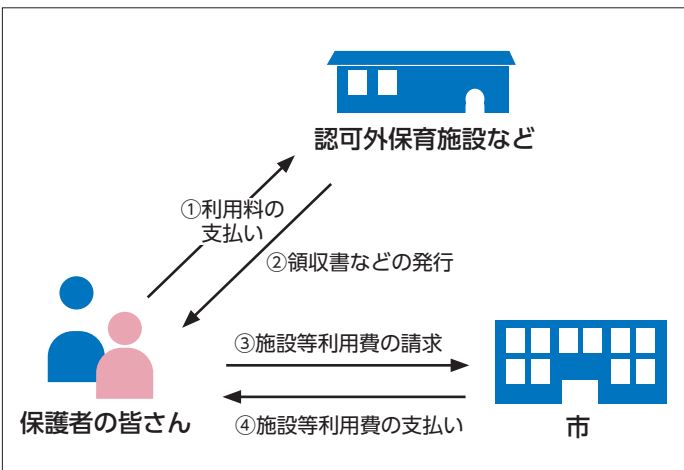 認可外保育施設など
①利用料の
支払い
②領収書などの発行
③施設等利用費の請求
保護者の皆さん
④施設等利用費の支払い
市